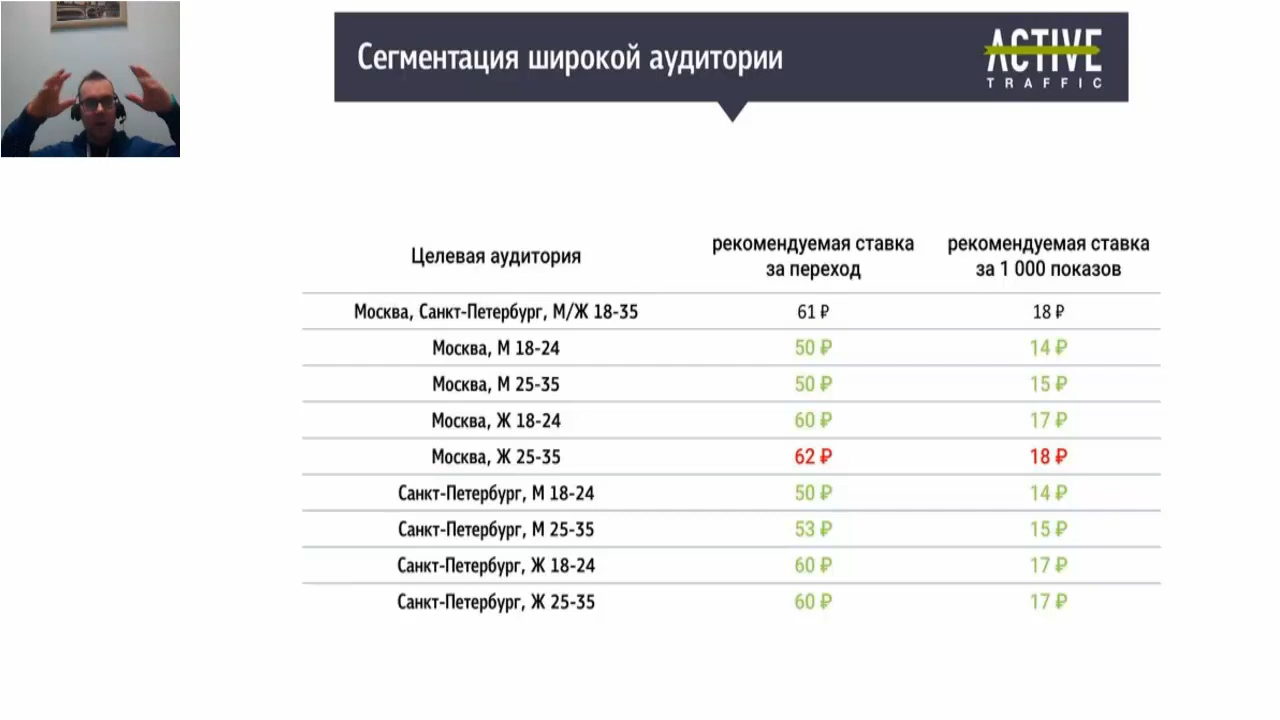 Сегментация широкой аудитории
ACTIVE
TRAFFIC
Целевая аудитория
рекомендуемая ставка
за переход
рекомендуемая ставка
за 1 000 показов
Москва, Санкт-Петербург, М/Ж 18-35 61 ₽ 18 ₽
Москва, М 18-24 50 ₽ 14 ₽
Москва, М 25-35 50 ₽ 15 ₽
Москва, Ж 18-24 60 ₽ 17 ₽
Москва, Ж 25-35 62 ₽ 18 ₽
Санкт-Петербург, М 18-24 50 ₽ 14 ₽
Санкт-Петербург, М 25-35 53 ₽ 15 ₽
Санкт-Петербург, Ж 18-24 60 ₽ 17 ₽
Санкт-Петербург, Ж 25-35 60 ₽ 17 ₽